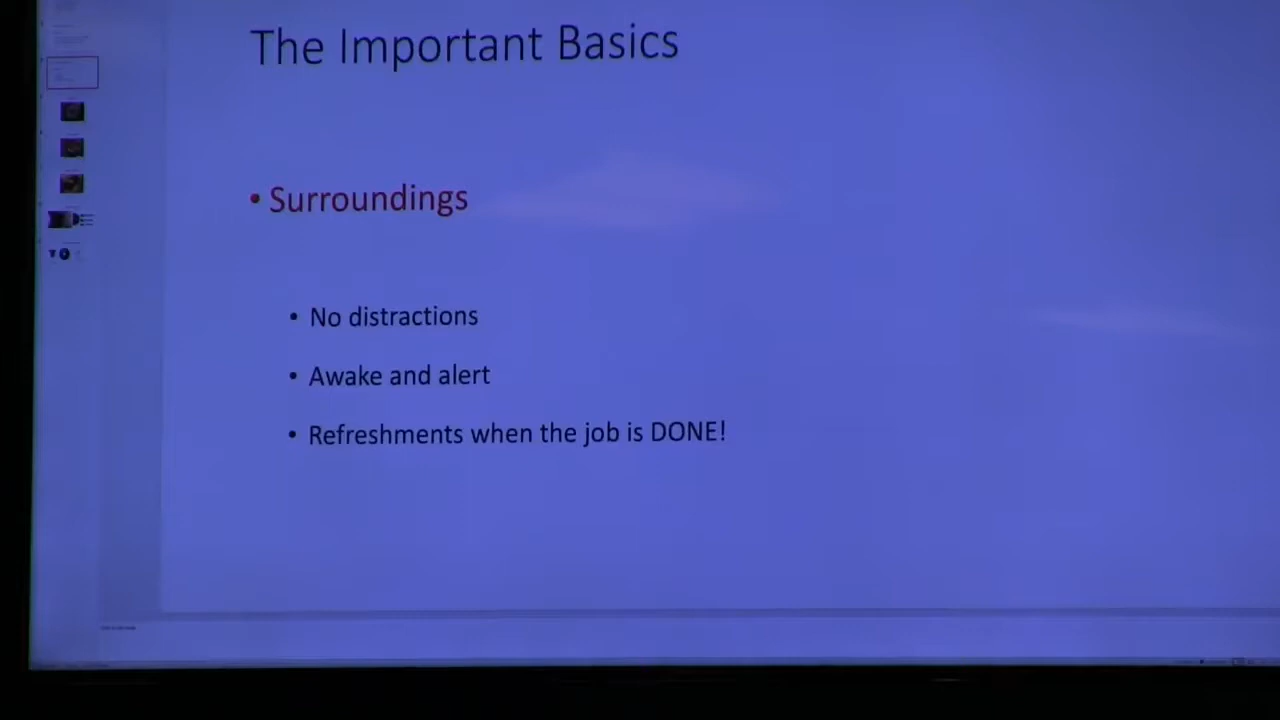 The Important Basics
• Surroundings
• No distractions
• Awake and alert
• Refreshments when the job is DONE!